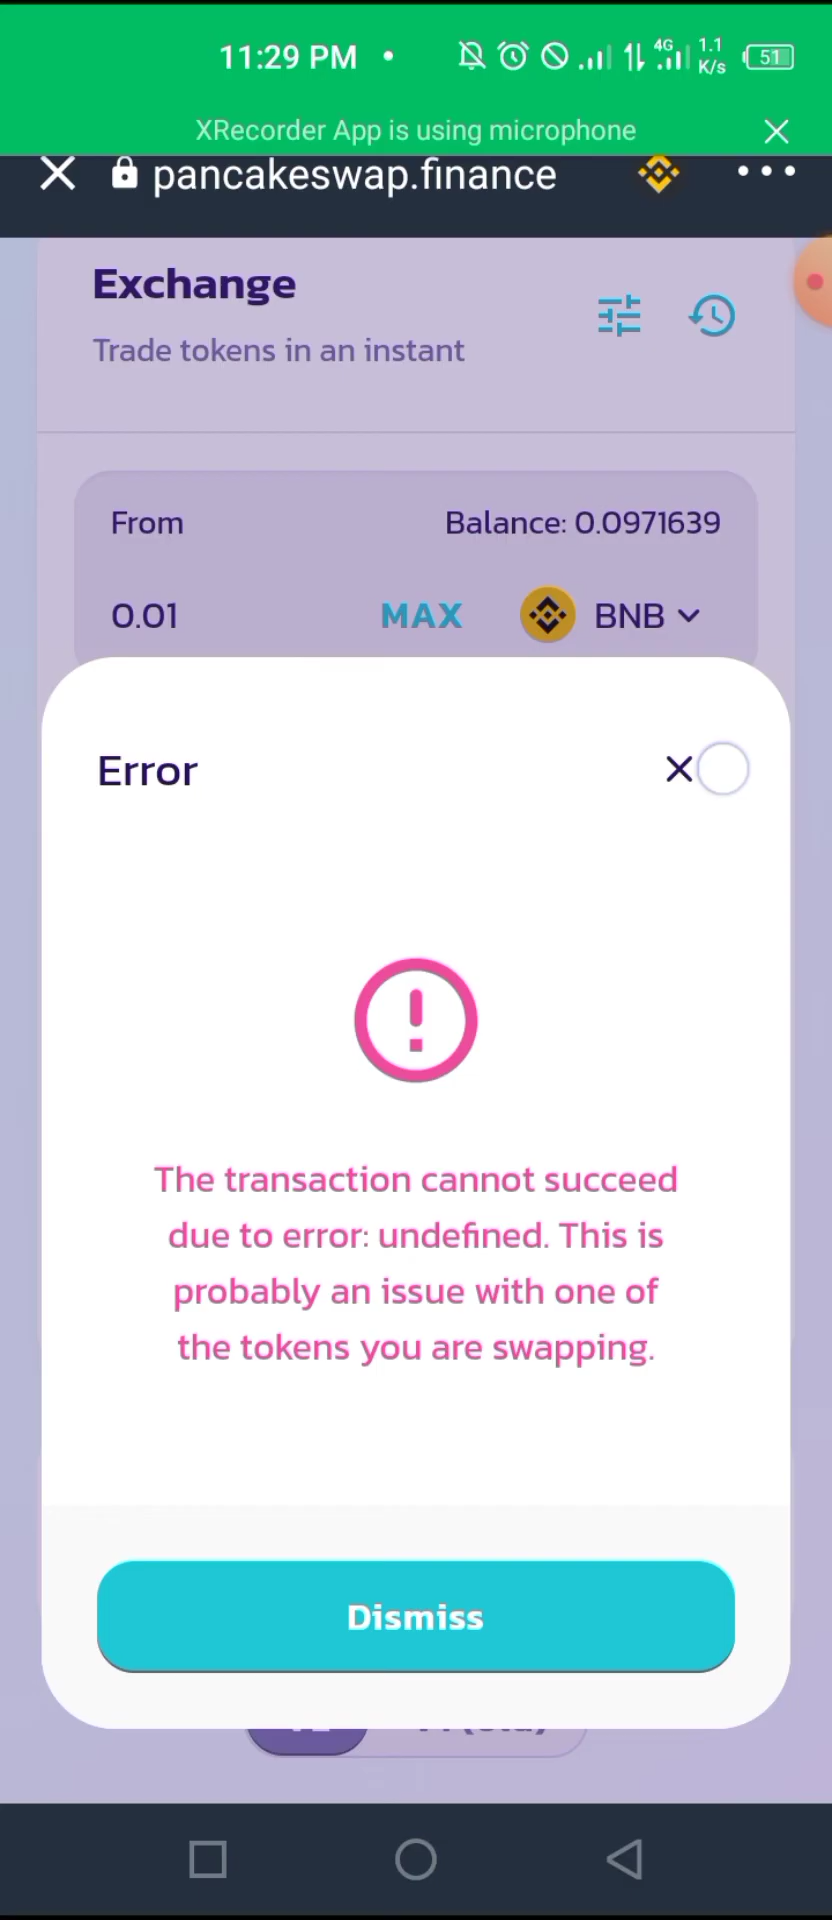 11:29 PM • 4G 1.1 K/s 51
XRecorder App is using microphone
pancakeswap.finance
Exchange
Trade tokens in an instant
From Balance: 0.0971639
0.01 MAX BNB
Error
The transaction cannot succeed
due to error: undefined. This is
probably an issue with one of
the tokens you are swapping.
Dismiss